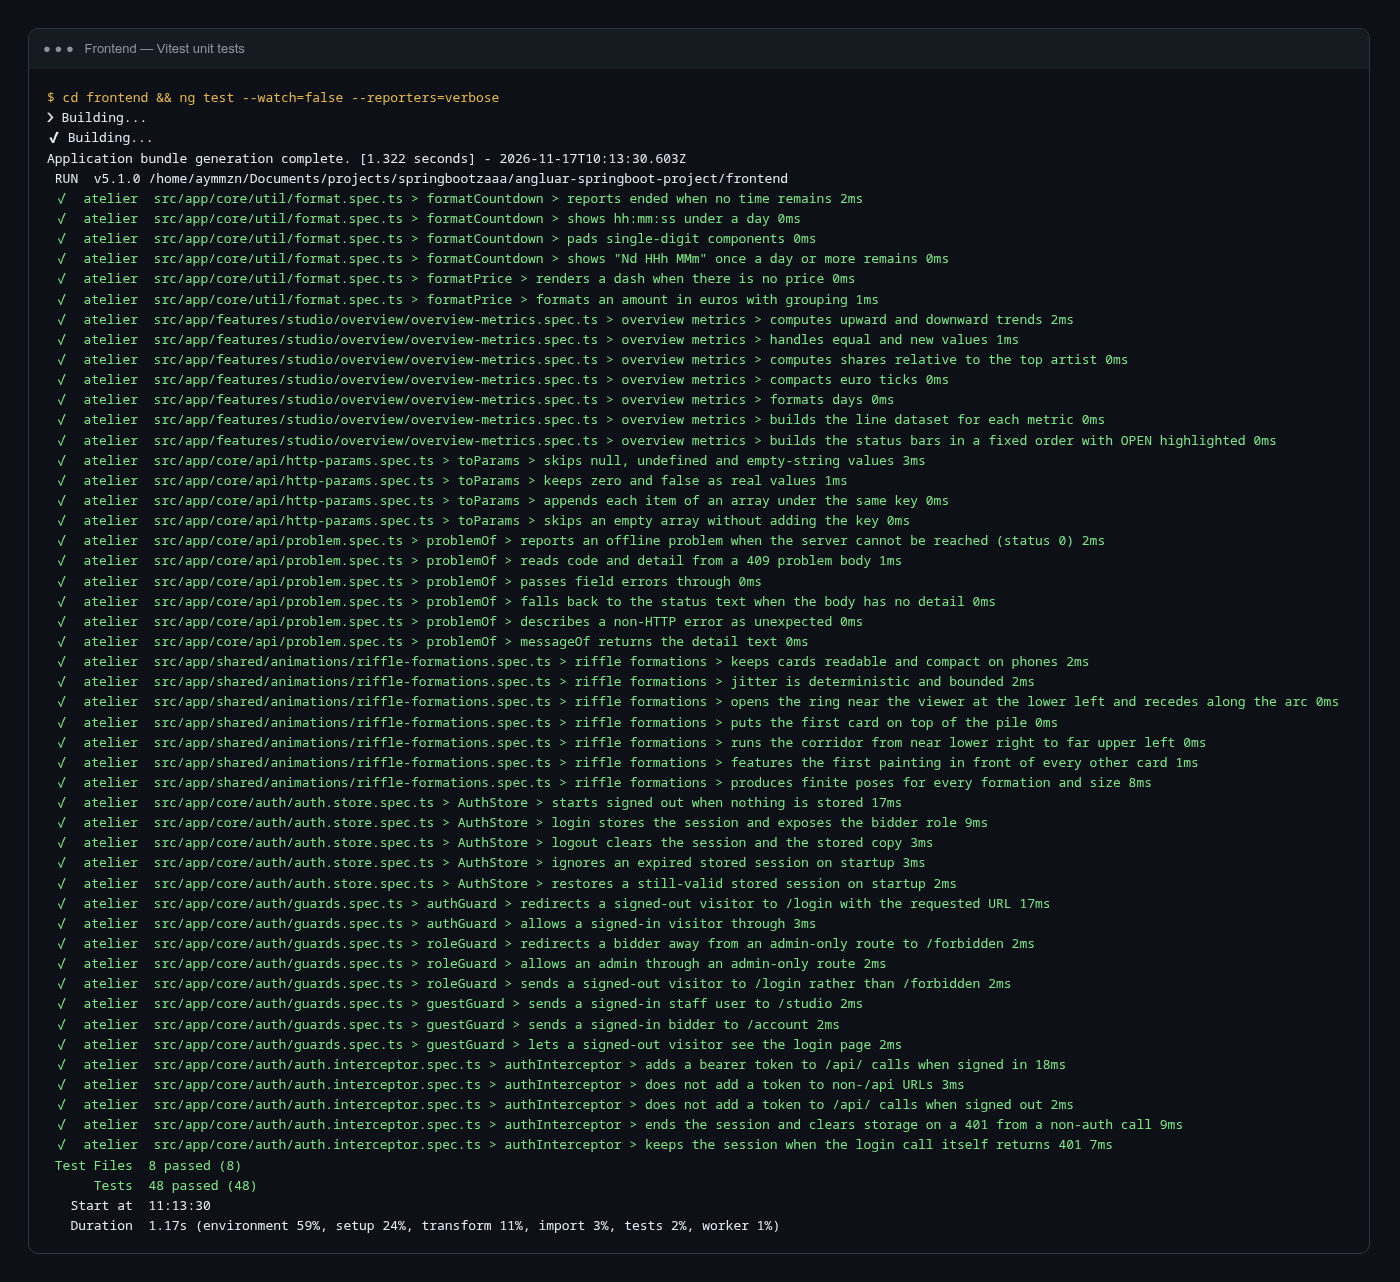 Frontend — Vitest unit tests
$ cd frontend && ng test --watch=false --reporters=verbose
❯ Building...
✔ Building...
Application bundle generation complete. [1.322 seconds] - 2026-11-17T10:13:30.603Z
RUN  v5.1.0 /home/aymmzn/Documents/projects/springbootzaaa/angluar-springboot-project/frontend
✓  atelier  src/app/core/util/format.spec.ts > formatCountdown > reports ended when no time remains 2ms
✓  atelier  src/app/core/util/format.spec.ts > formatCountdown > shows hh:mm:ss under a day 0ms
✓  atelier  src/app/core/util/format.spec.ts > formatCountdown > pads single-digit components 0ms
✓  atelier  src/app/core/util/format.spec.ts > formatCountdown > shows "Nd HHh MMm" once a day or more remains 0ms
✓  atelier  src/app/core/util/format.spec.ts > formatPrice > renders a dash when there is no price 0ms
✓  atelier  src/app/core/util/format.spec.ts > formatPrice > formats an amount in euros with grouping 1ms
✓  atelier  src/app/features/studio/overview/overview-metrics.spec.ts > overview metrics > computes upward and downward trends 2ms
✓  atelier  src/app/features/studio/overview/overview-metrics.spec.ts > overview metrics > handles equal and new values 1ms
✓  atelier  src/app/features/studio/overview/overview-metrics.spec.ts > overview metrics > computes shares relative to the top artist 0ms
✓  atelier  src/app/features/studio/overview/overview-metrics.spec.ts > overview metrics > compacts euro ticks 0ms
✓  atelier  src/app/features/studio/overview/overview-metrics.spec.ts > overview metrics > formats days 0ms
✓  atelier  src/app/features/studio/overview/overview-metrics.spec.ts > overview metrics > builds the line dataset for each metric 0ms
✓  atelier  src/app/features/studio/overview/overview-metrics.spec.ts > overview metrics > builds the status bars in a fixed order with OPEN highlighted 0ms
✓  atelier  src/app/core/api/http-params.spec.ts > toParams > skips null, undefined and empty-string values 3ms
✓  atelier  src/app/core/api/http-params.spec.ts > toParams > keeps zero and false as real values 1ms
✓  atelier  src/app/core/api/http-params.spec.ts > toParams > appends each item of an array under the same key 0ms
✓  atelier  src/app/core/api/http-params.spec.ts > toParams > skips an empty array without adding the key 0ms
✓  atelier  src/app/core/api/problem.spec.ts > problemOf > reports an offline problem when the server cannot be reached (status 0) 2ms
✓  atelier  src/app/core/api/problem.spec.ts > problemOf > reads code and detail from a 409 problem body 1ms
✓  atelier  src/app/core/api/problem.spec.ts > problemOf > passes field errors through 0ms
✓  atelier  src/app/core/api/problem.spec.ts > problemOf > falls back to the status text when the body has no detail 0ms
✓  atelier  src/app/core/api/problem.spec.ts > problemOf > describes a non-HTTP error as unexpected 0ms
✓  atelier  src/app/core/api/problem.spec.ts > problemOf > messageOf returns the detail text 0ms
✓  atelier  src/app/shared/animations/riffle-formations.spec.ts > riffle formations > keeps cards readable and compact on phones 2ms
✓  atelier  src/app/shared/animations/riffle-formations.spec.ts > riffle formations > jitter is deterministic and bounded 2ms
✓  atelier  src/app/shared/animations/riffle-formations.spec.ts > riffle formations > opens the ring near the viewer at the lower left and recedes along the arc 0ms
✓  atelier  src/app/shared/animations/riffle-formations.spec.ts > riffle formations > puts the first card on top of the pile 0ms
✓  atelier  src/app/shared/animations/riffle-formations.spec.ts > riffle formations > runs the corridor from near lower right to far upper left 0ms
✓  atelier  src/app/shared/animations/riffle-formations.spec.ts > riffle formations > features the first painting in front of every other card 1ms
✓  atelier  src/app/shared/animations/riffle-formations.spec.ts > riffle formations > produces finite poses for every formation and size 8ms
✓  atelier  src/app/core/auth/auth.store.spec.ts > AuthStore > starts signed out when nothing is stored 17ms
✓  atelier  src/app/core/auth/auth.store.spec.ts > AuthStore > login stores the session and exposes the bidder role 9ms
✓  atelier  src/app/core/auth/auth.store.spec.ts > AuthStore > logout clears the session and the stored copy 3ms
✓  atelier  src/app/core/auth/auth.store.spec.ts > AuthStore > ignores an expired stored session on startup 3ms
✓  atelier  src/app/core/auth/auth.store.spec.ts > AuthStore > restores a still-valid stored session on startup 2ms
✓  atelier  src/app/core/auth/guards.spec.ts > authGuard > redirects a signed-out visitor to /login with the requested URL 17ms
✓  atelier  src/app/core/auth/guards.spec.ts > authGuard > allows a signed-in visitor through 3ms
✓  atelier  src/app/core/auth/guards.spec.ts > roleGuard > redirects a bidder away from an admin-only route to /forbidden 2ms
✓  atelier  src/app/core/auth/guards.spec.ts > roleGuard > allows an admin through an admin-only route 2ms
✓  atelier  src/app/core/auth/guards.spec.ts > roleGuard > sends a signed-out visitor to /login rather than /forbidden 2ms
✓  atelier  src/app/core/auth/guards.spec.ts > guestGuard > sends a signed-in staff user to /studio 2ms
✓  atelier  src/app/core/auth/guards.spec.ts > guestGuard > sends a signed-in bidder to /account 2ms
✓  atelier  src/app/core/auth/guards.spec.ts > guestGuard > lets a signed-out visitor see the login page 2ms
✓  atelier  src/app/core/auth/auth.interceptor.spec.ts > authInterceptor > adds a bearer token to /api/ calls when signed in 18ms
✓  atelier  src/app/core/auth/auth.interceptor.spec.ts > authInterceptor > does not add a token to non-/api URLs 3ms
✓  atelier  src/app/core/auth/auth.interceptor.spec.ts > authInterceptor > does not add a token to /api/ calls when signed out 2ms
✓  atelier  src/app/core/auth/auth.interceptor.spec.ts > authInterceptor > ends the session and clears storage on a 401 from a non-auth call 9ms
✓  atelier  src/app/core/auth/auth.interceptor.spec.ts > authInterceptor > keeps the session when the login call itself returns 401 7ms
Test Files  8 passed (8)
Tests  48 passed (48)
Start at  11:13:30
Duration  1.17s (environment 59%, setup 24%, transform 11%, import 3%, tests 2%, worker 1%)